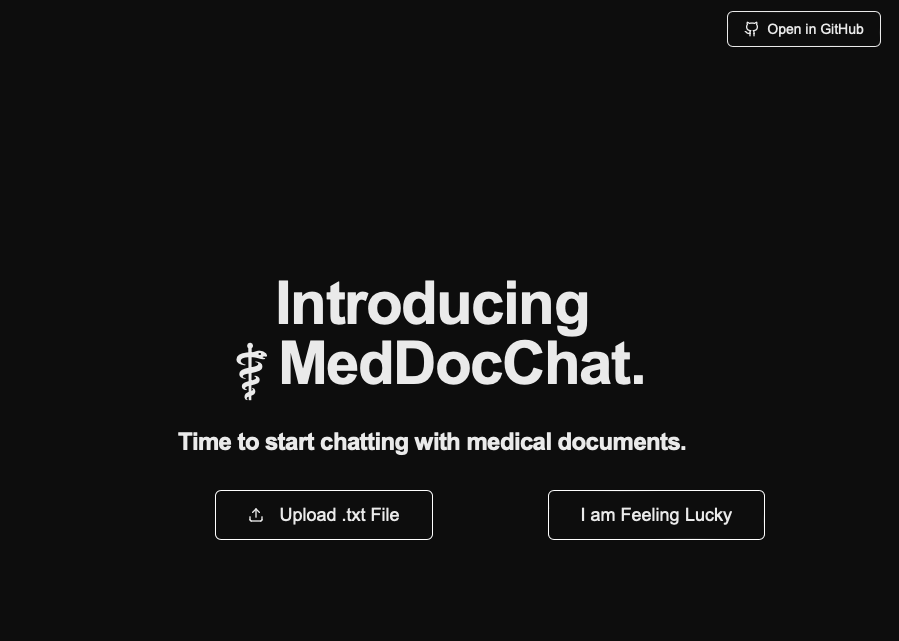 Open in GitHub
Introducing
MedDocChat.
Time to start chatting with medical documents.
Upload .txt File
I am Feeling Lucky